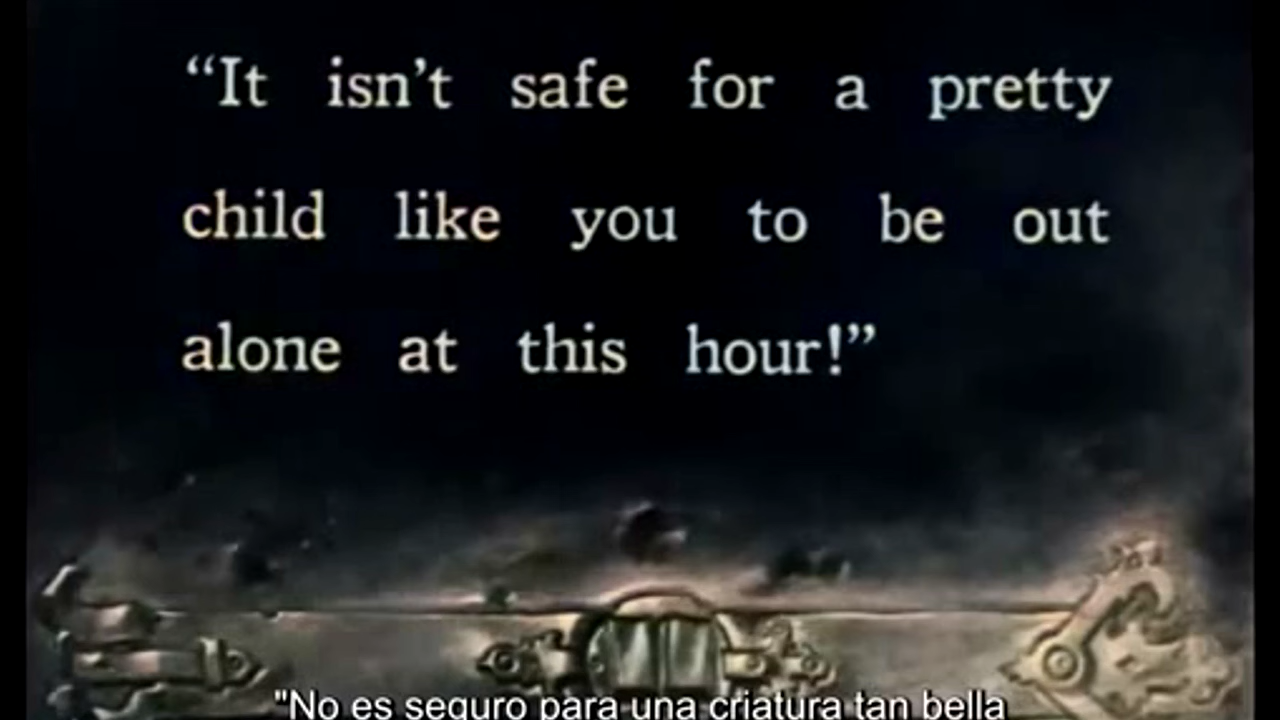 “It isn’t safe for a pretty
child like you to be out
alone at this hour!”
"No es seguro para una criatura tan bella